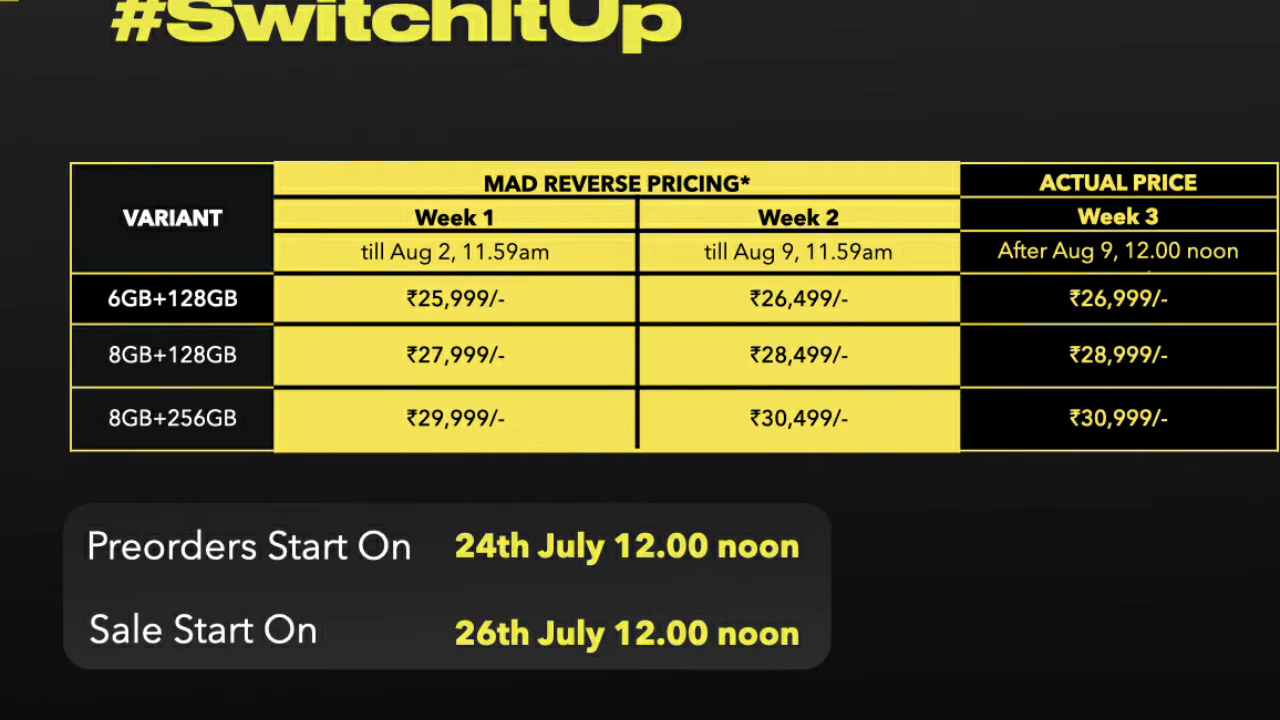 #SwitchItUp
VARIANT
MAD REVERSE PRICING*
ACTUAL PRICE
Week 1
Week 2
Week 3
till Aug 2, 11.59am
till Aug 9, 11.59am
After Aug 9, 12.00 noon
6GB+128GB ₹25,999/- ₹26,499/- ₹26,999/-
8GB+128GB ₹27,999/- ₹28,499/- ₹28,999/-
8GB+256GB ₹29,999/- ₹30,499/- ₹30,999/-
Preorders Start On 24th July 12.00 noon
Sale Start On 26th July 12.00 noon